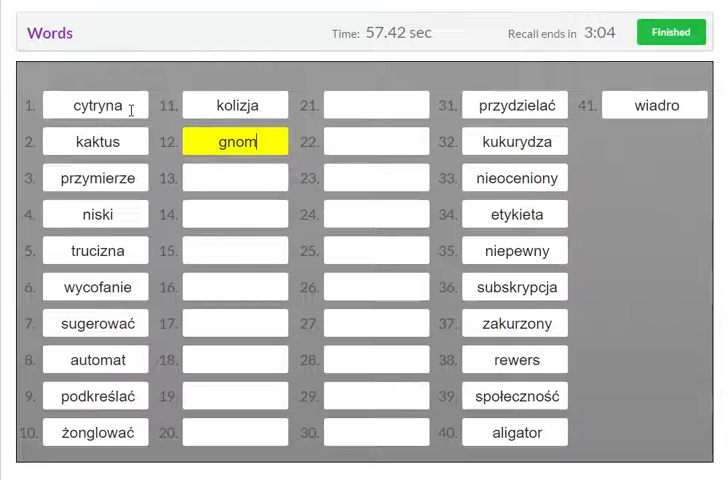 Words
Time: 57.42 sec
Recall ends in 3:04
Finished
1. cytryna
2. kaktus
3. przymierze
4. niski
5. trucizna
6. wycofanie
7. sugerować
8. automat
9. podkreślać
10. żonglować
11. kolizja
12. gnom
13.
14.
15.
16.
17.
18.
19.
20.
21.
22.
23.
24.
25.
26.
27.
28.
29.
30.
31. przydzielać
32. kukurydza
33. nieoceniony
34. etykieta
35. niepewny
36. subskrypcja
37. zakurzony
38. rewers
39. społeczność
40. aligator
41. wiadro